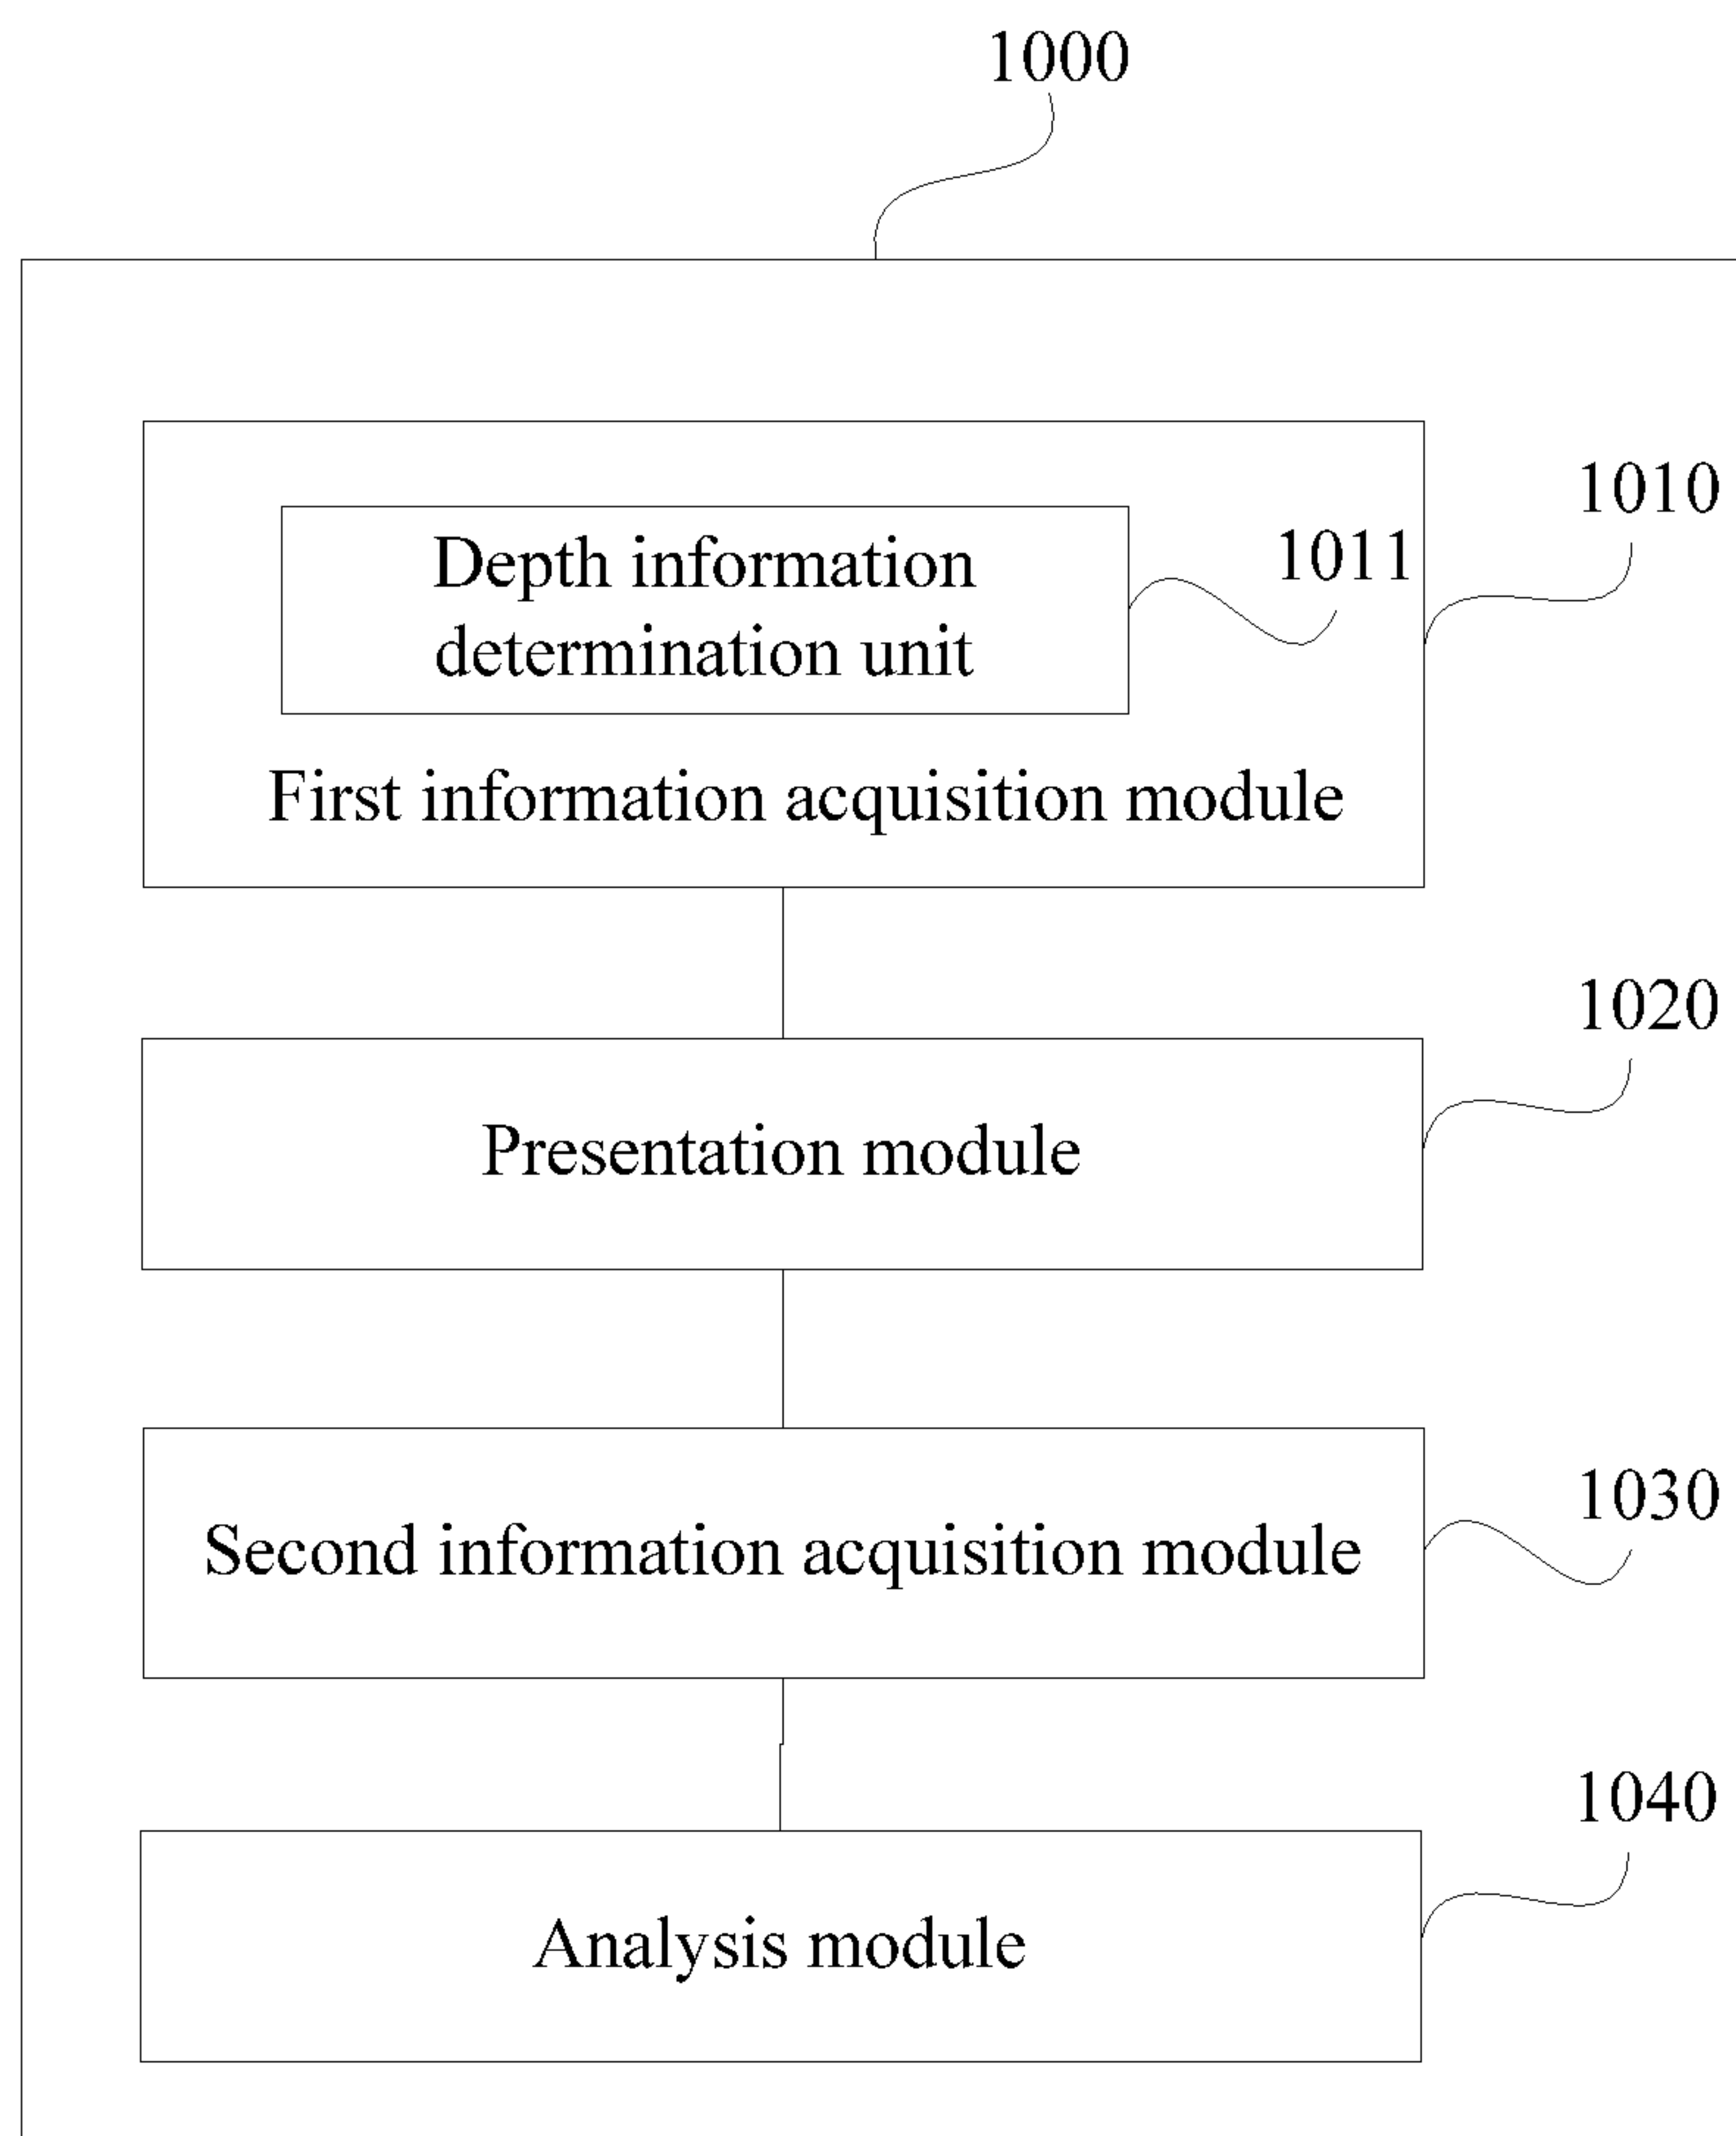 1000
1010
Depth information
1011
determination unit
First information acquisition module
1020
Presentation module
1030
Second information acquisition module
1040
Analysis module